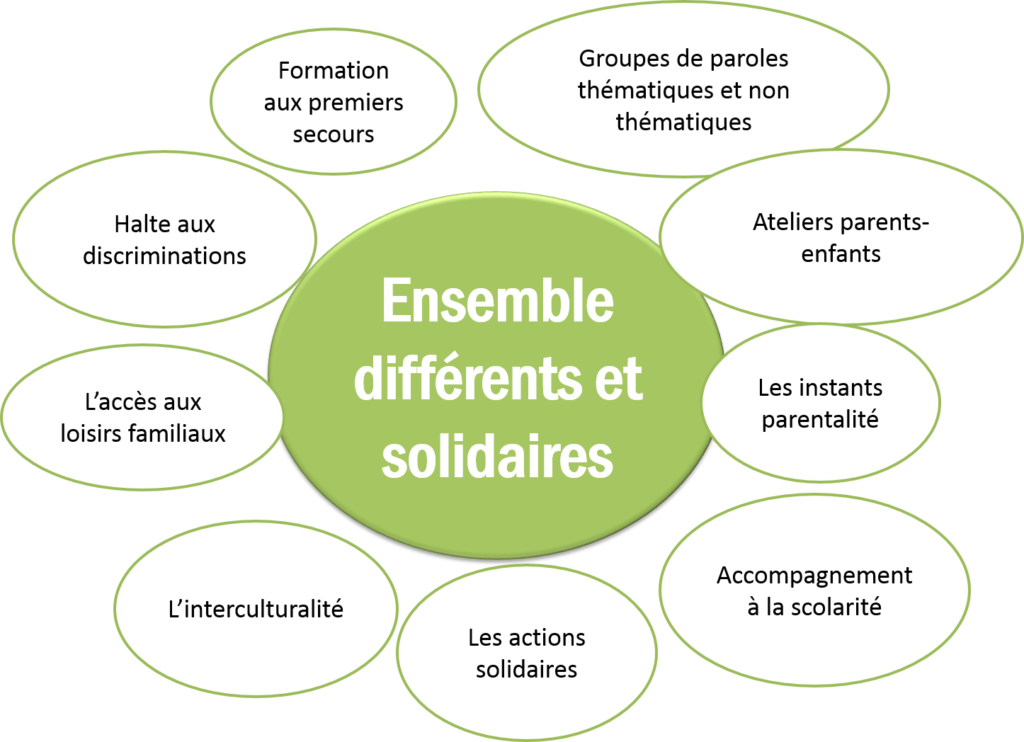 Formation
aux premiers
secours
Groupes de paroles
thématiques et non
thématiques
Halte aux
discriminations
Ateliers parents-
enfants
Ensemble
différents et
solidaires
L’accès aux
loisirs familiaux
Les instants
parentalité
L’interculturalité
Les actions
solidaires
Accompagnement
à la scolarité